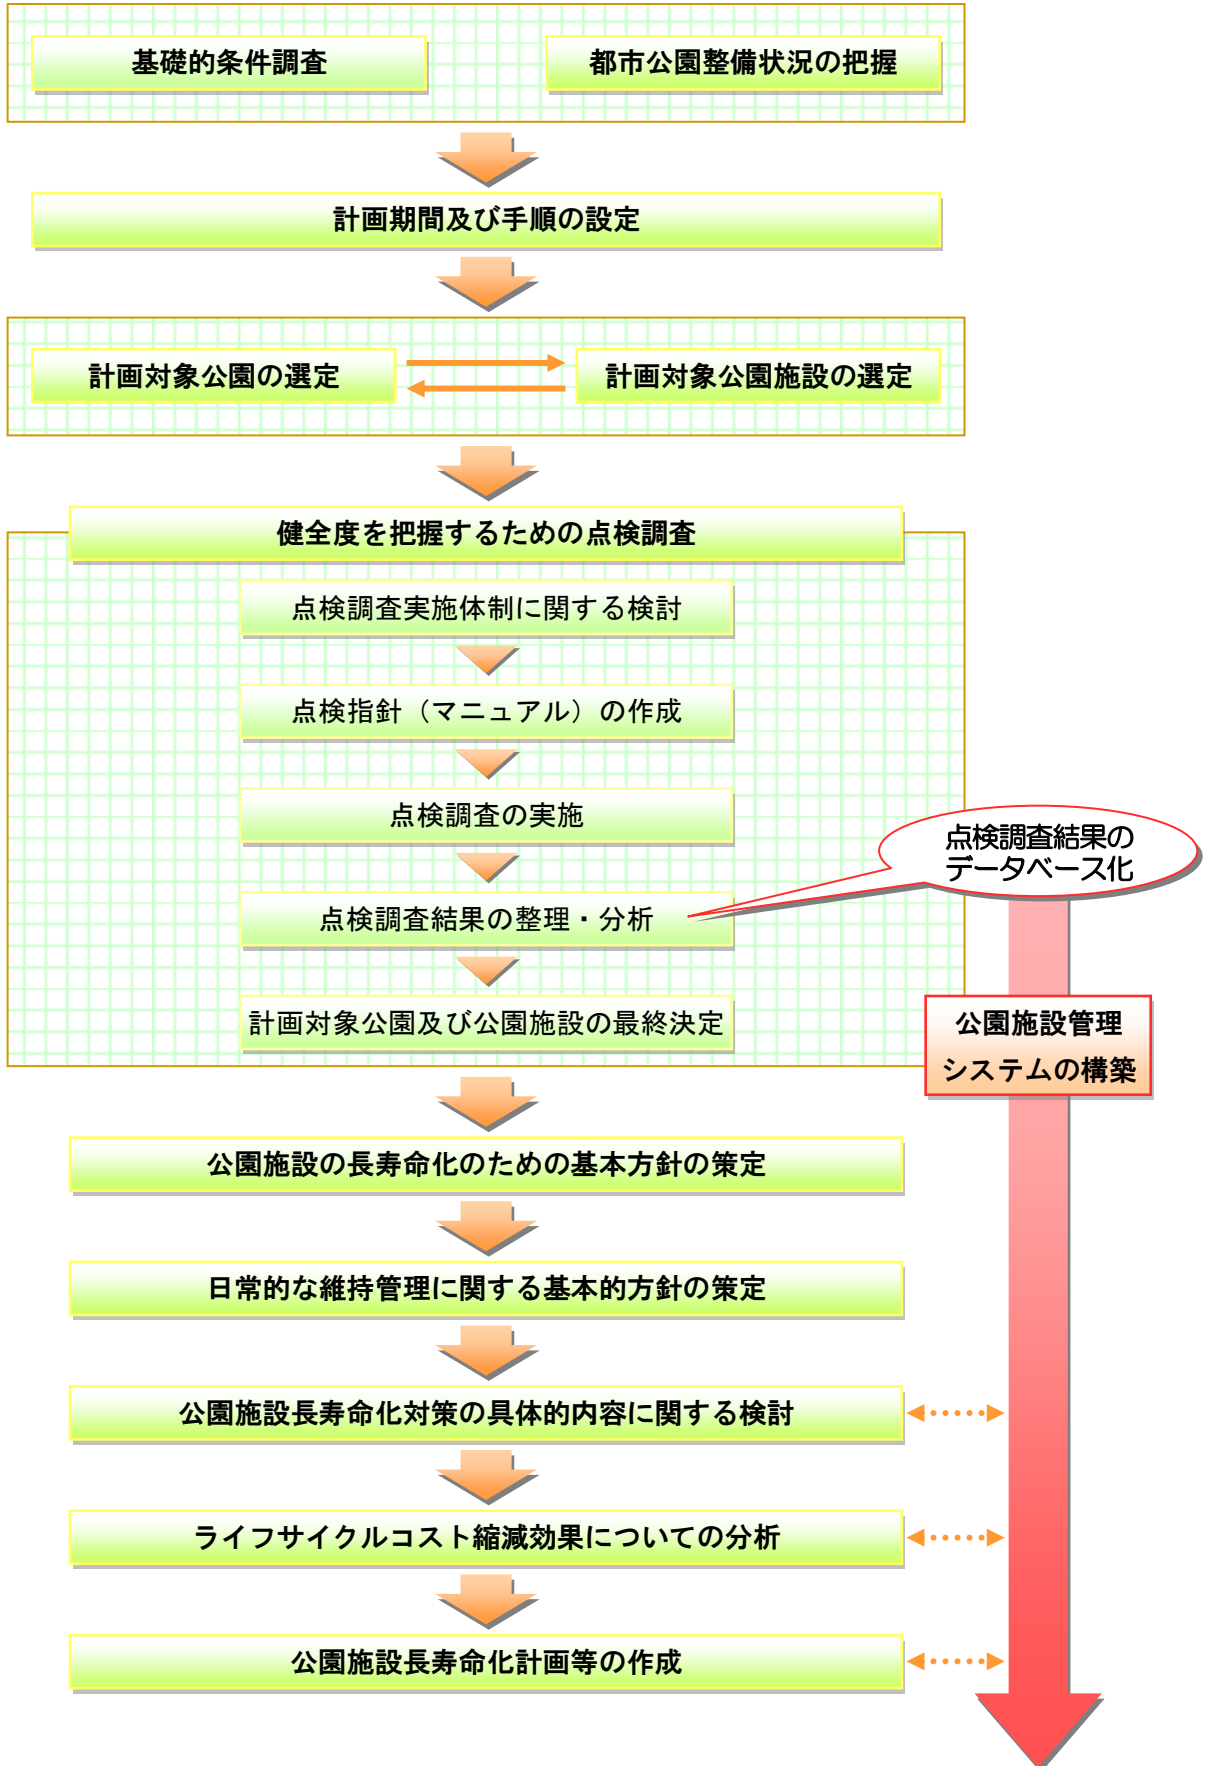 基礎的条件調査
都市公園整備状況の把握
計画期間及び手順の設定
計画対象公園の選定
計画対象公園施設の選定
健全度を把握するための点検調査
点検調査実施体制に関する検討
点検指針（マニュアル）の作成
点検調査の実施
点検調査結果の
データベース化
点検調査結果の整理・分析
計画対象公園及び公園施設の最終決定
公園施設管理
システムの構築
公園施設の長寿命化のための基本方針の策定
日常的な維持管理に関する基本的方針の策定
公園施設長寿命化対策の具体的内容に関する検討
ライフサイクルコスト縮減効果についての分析
公園施設長寿命化計画等の作成